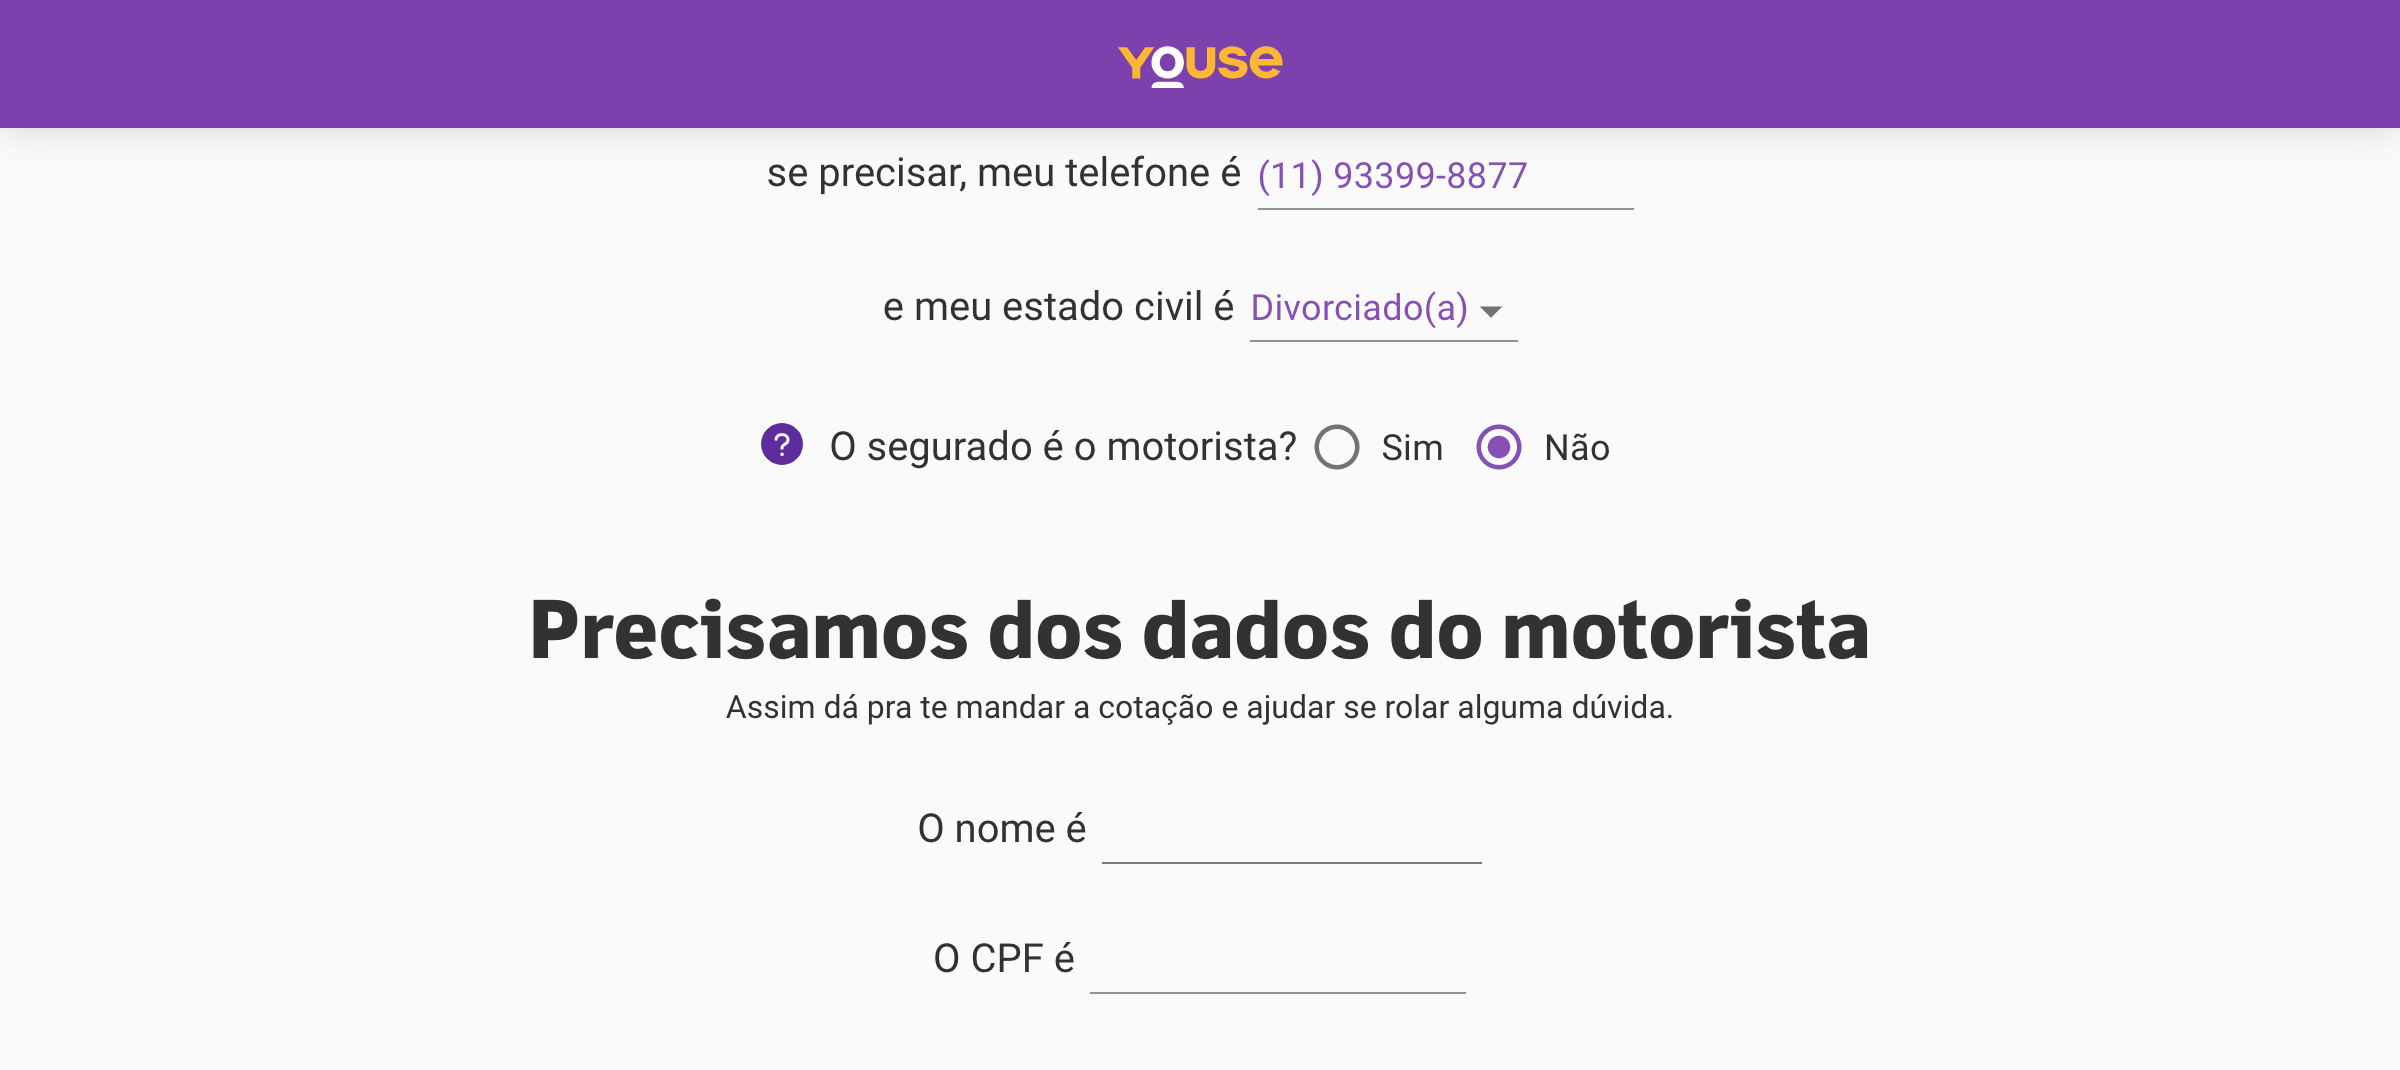 youse
se precisar, meu telefone é (11) 93399-8877
e meu estado civil é Divorciado(a)
? O segurado é o motorista? Sim Não
Precisamos dos dados do motorista
Assim dá pra te mandar a cotação e ajudar se rolar alguma dúvida.
O nome é
O CPF é